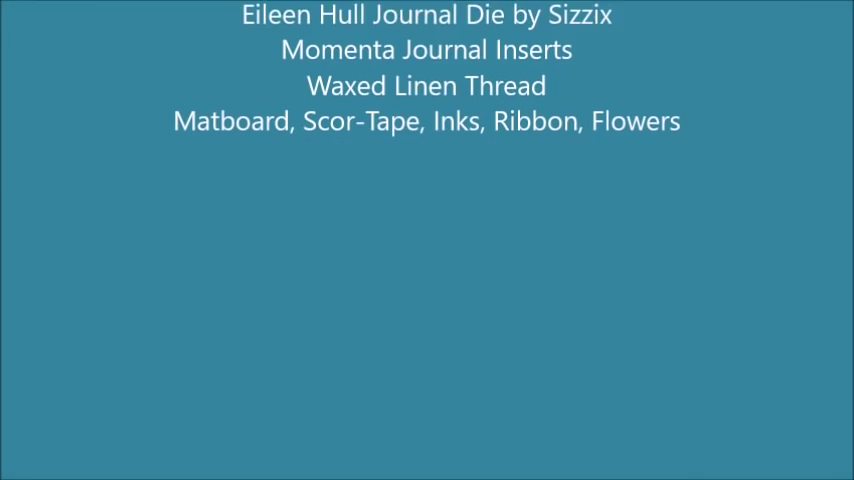 Eileen Hull Journal Die by Sizzix
Momenta Journal Inserts
Waxed Linen Thread
Matboard, Scor-Tape, Inks, Ribbon, Flowers